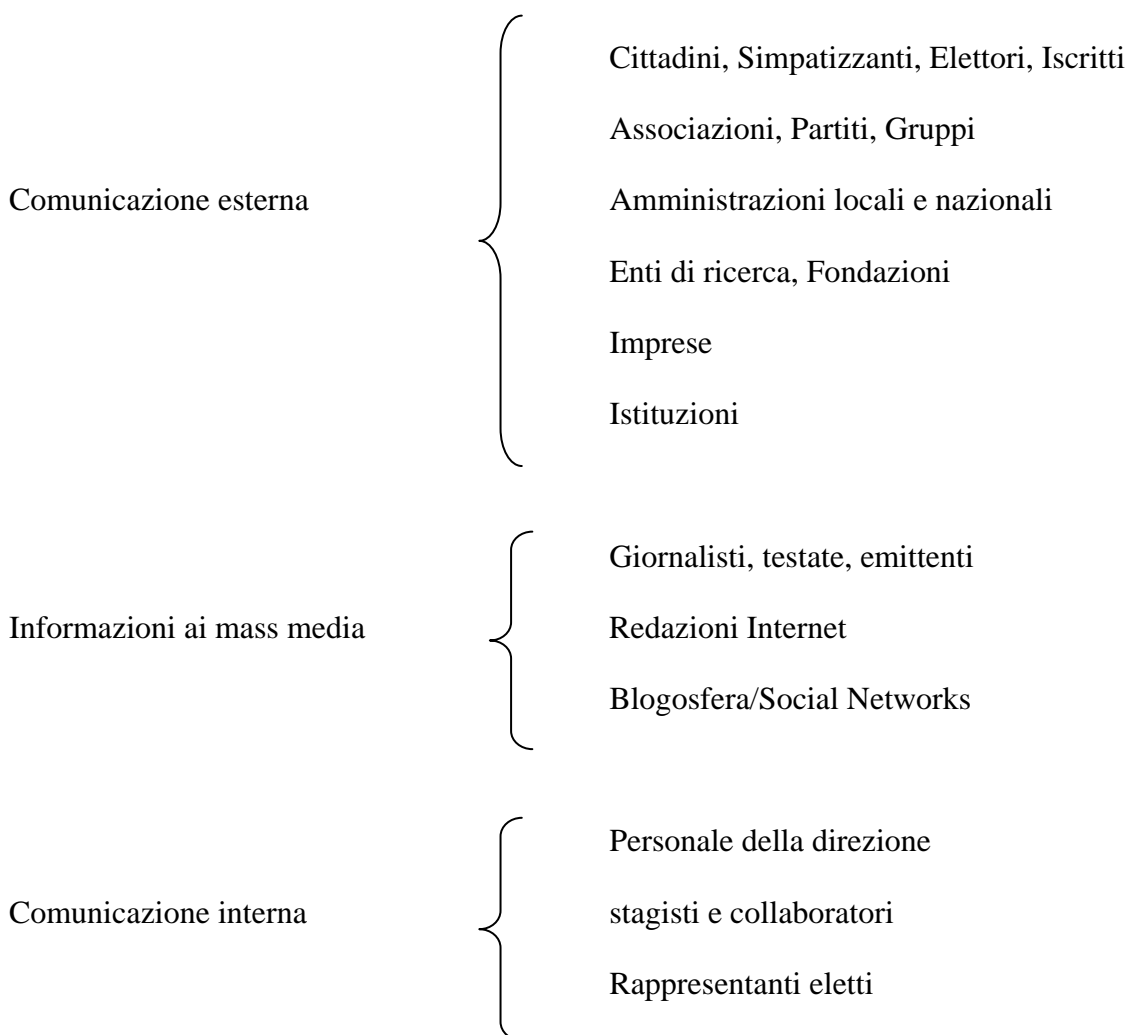 Cittadini, Simpatizzanti, Elettori, Iscritti
Associazioni, Partiti, Gruppi
Comunicazione esterna
Amministrazioni locali e nazionali
Enti di ricerca, Fondazioni
Imprese
Istituzioni
Giornalisti, testate, emittenti
Informazioni ai mass media
Redazioni Internet
Blogosfera/Social Networks
Personale della direzione
Comunicazione interna
stagisti e collaboratori
Rappresentanti eletti